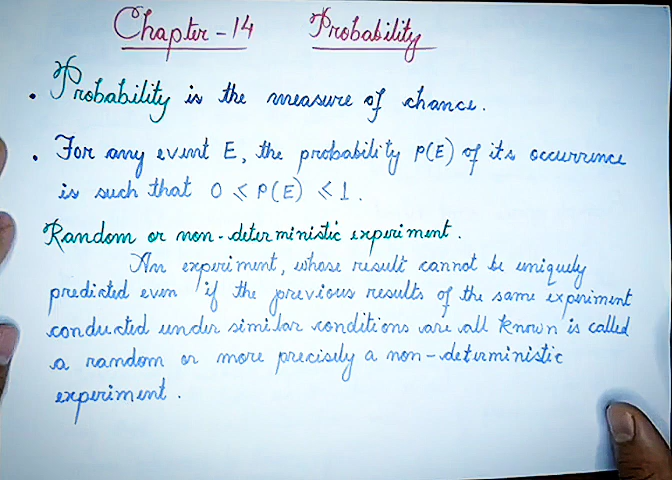 Chapter - 14 Probability
• Probability is the measure of chance.
• For any event E, the probability P(E) of its occurrence
is such that 0 ⩽ P(E) ⩽ 1.
Random or non-deterministic experiment.
An experiment, whose result cannot be uniquely
predicted even if the previous results of the same experiment
conducted under similar conditions are all known is called
a random or more precisely a non-deterministic
experiment.